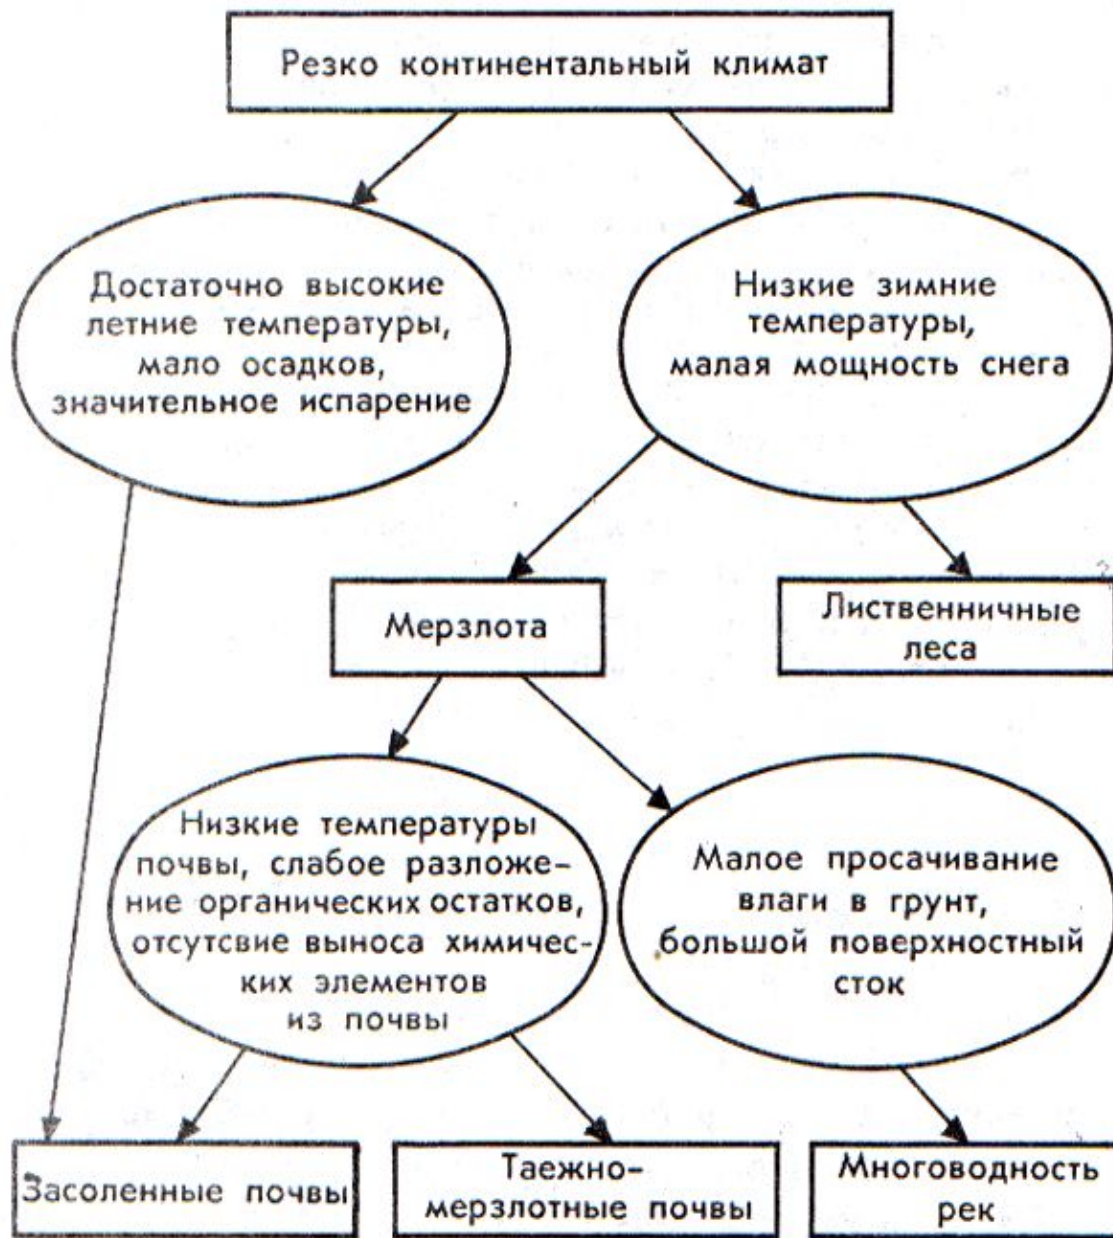 Резко континентальный климат
Достаточно высокие
летние температуры,
мало осадков,
значительное испарение
Низкие зимние
температуры,
малая мощность снега
Мерзлота
Лиственничные
леса
Низкие температуры
почвы, слабое разложе-
ние органических остатков,
отсутсвие выноса химичес-
ких элементов
из почвы
Малое просачивание
влаги в грунт,
большой поверхностный
сток
Засоленные почвы
Таежно-
мерзлотные почвы
Многоводность
рек